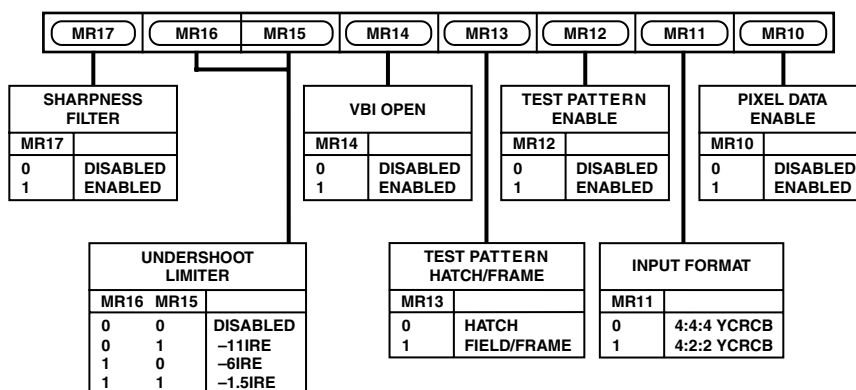 MR17 MR16 MR15 MR14 MR13 MR12 MR11 MR10
SHARPNESS
FILTER
MR17
0 DISABLED
1 ENABLED
VBI OPEN
MR14
0 DISABLED
1 ENABLED
TEST PATTERN
ENABLE
MR12
0 DISABLED
1 ENABLED
PIXEL DATA
ENABLE
MR10
0 DISABLED
1 ENABLED
UNDERSHOOT
LIMITER
MR16 MR15
0 0 DISABLED
0 1 –11IRE
1 0 –6IRE
1 1 –1.5IRE
TEST PATTERN
HATCH/FRAME
MR13
0 HATCH
1 FIELD/FRAME
INPUT FORMAT
MR11
0 4:4:4 YCRCB
1 4:2:2 YCRCB